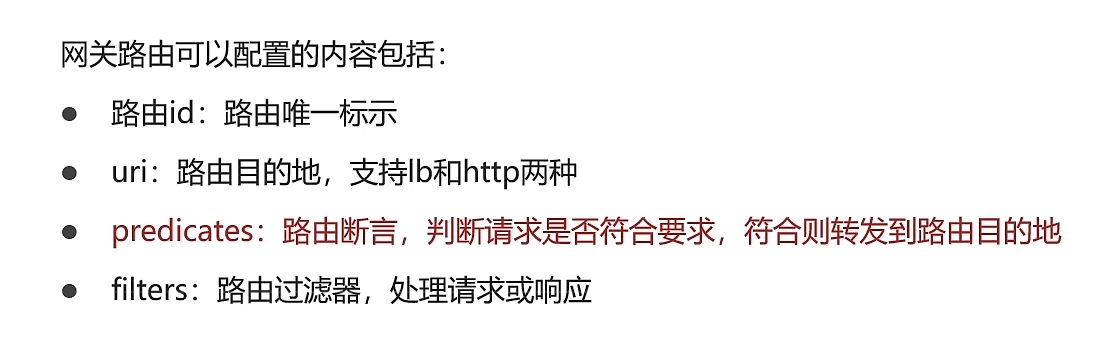 网关路由可以配置的内容包括：
● 路由id：路由唯一标示
● uri：路由目的地，支持lb和http两种
● predicates：路由断言，判断请求是否符合要求，符合则转发到路由目的地
● filters：路由过滤器，处理请求或响应